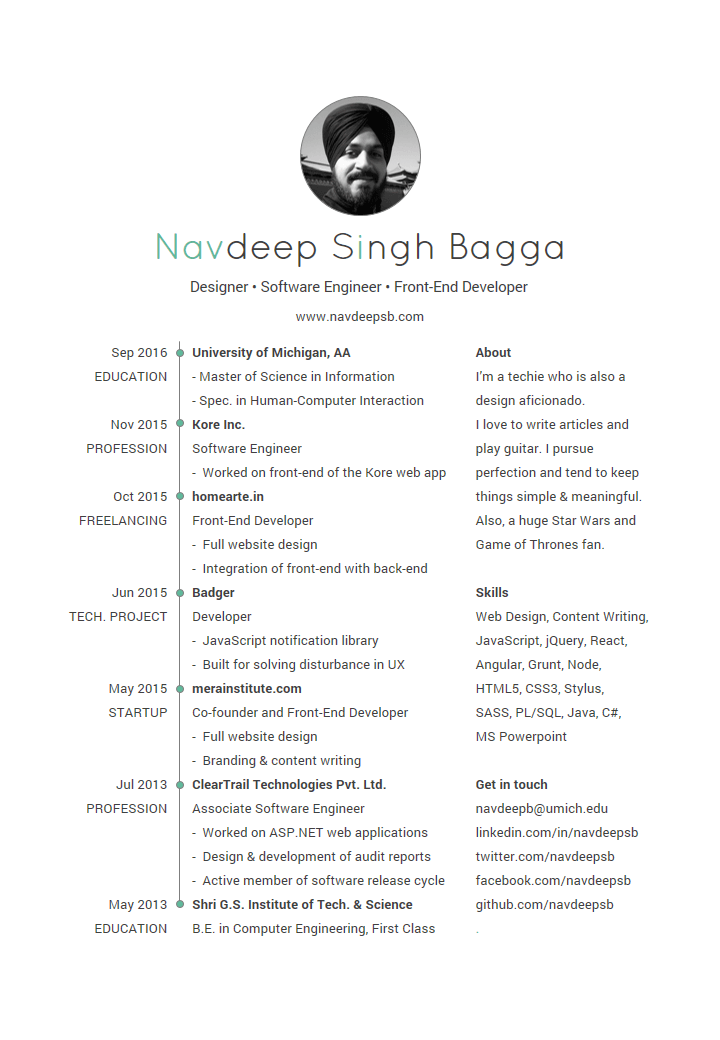 Navdeep Singh Bagga
Designer • Software Engineer • Front-End Developer
www.navdeepsb.com
Sep 2016
EDUCATION
University of Michigan, AA
- Master of Science in Information
- Spec. in Human-Computer Interaction
Nov 2015
PROFESSION
Kore Inc.
Software Engineer
- Worked on front-end of the Kore web app
Oct 2015
FREELANCING
homearte.in
Front-End Developer
- Full website design
- Integration of front-end with back-end
Jun 2015
TECH. PROJECT
Badger
Developer
- JavaScript notification library
- Built for solving disturbance in UX
May 2015
STARTUP
merainstitute.com
Co-founder and Front-End Developer
- Full website design
- Branding & content writing
Jul 2013
PROFESSION
ClearTrail Technologies Pvt. Ltd.
Associate Software Engineer
- Worked on ASP.NET web applications
- Design & development of audit reports
- Active member of software release cycle
May 2013
EDUCATION
Shri G.S. Institute of Tech. & Science
B.E. in Computer Engineering, First Class
About
I'm a techie who is also a
design aficionado.
I love to write articles and
play guitar. I pursue
perfection and tend to keep
things simple & meaningful.
Also, a huge Star Wars and
Game of Thrones fan.
Skills
Web Design, Content Writing,
JavaScript, jQuery, React,
Angular, Grunt, Node,
HTML5, CSS3, Stylus,
SASS, PL/SQL, Java, C#,
MS Powerpoint
Get in touch
navdeepb@umich.edu
linkedin.com/in/navdeepsb
twitter.com/navdeepsb
facebook.com/navdeepsb
github.com/navdeepsb
.